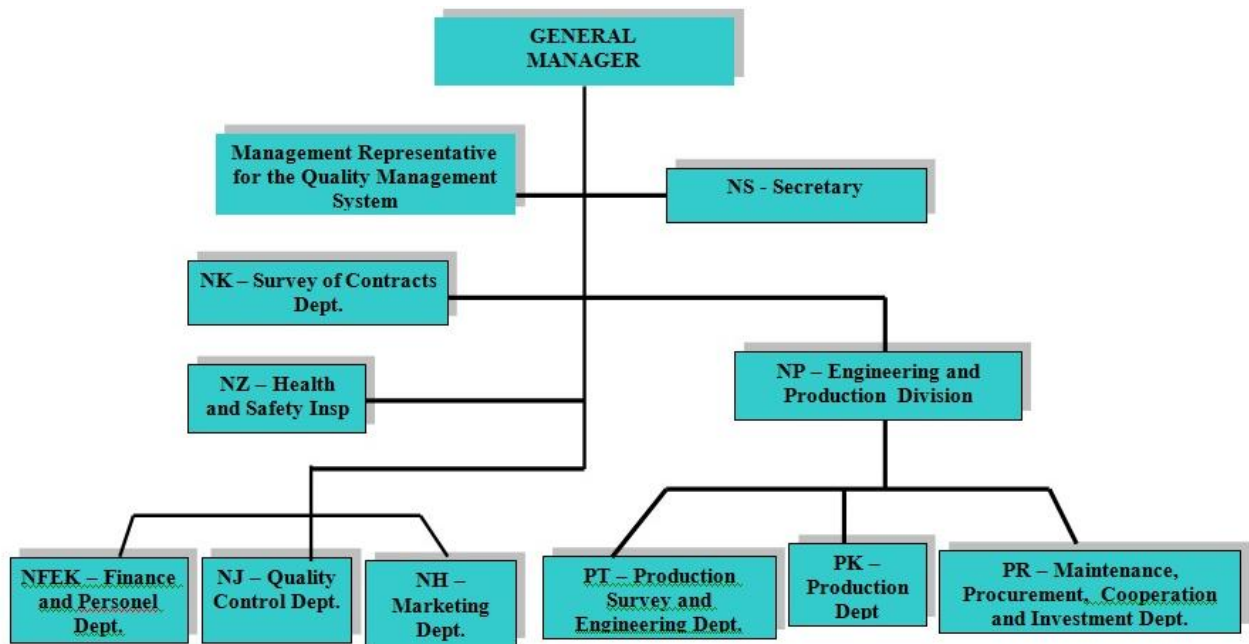 GENERAL
MANAGER
Management Representative
for the Quality Management
System
NS - Secretary
NK – Survey of Contracts
Dept.
NZ – Health
and Safety Insp
NP – Engineering and
Production Division
NFEK – Finance
and Personel
Dept.
NJ – Quality
Control Dept.
NH –
Marketing
Dept.
PT – Production
Survey and
Engineering Dept.
PK –
Production
Dept
PR – Maintenance,
Procurement, Cooperation
and Investment Dept.